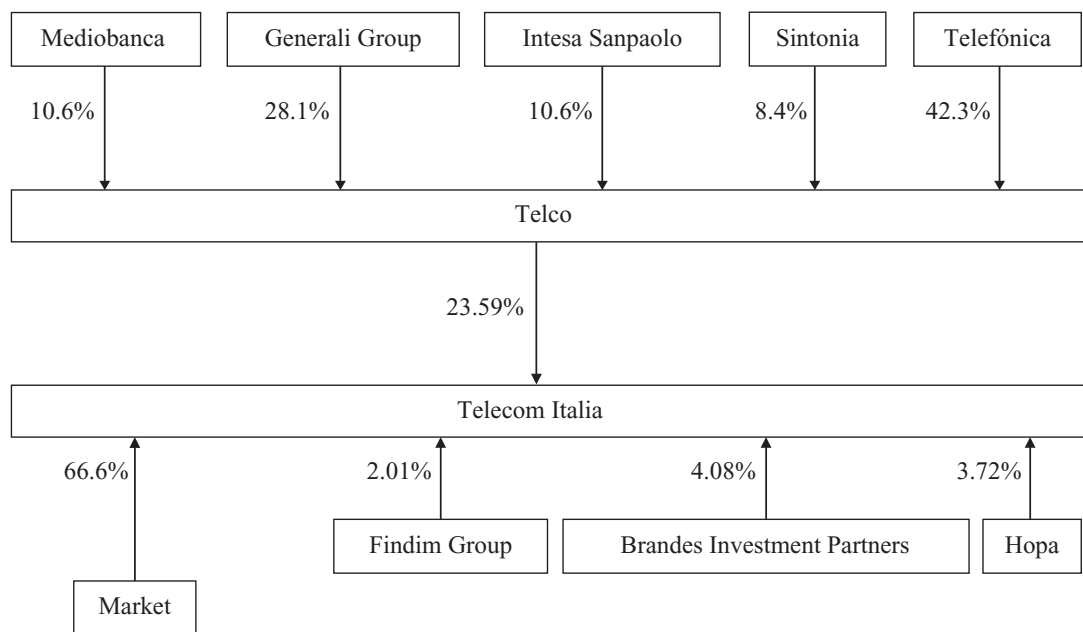 Mediobanca
Generali Group
Intesa Sanpaolo
Sintonia
Telefónica
10.6%
28.1%
10.6%
8.4%
42.3%
Telco
23.59%
Telecom Italia
66.6%
2.01%
4.08%
3.72%
Findim Group
Brandes Investment Partners
Hopa
Market